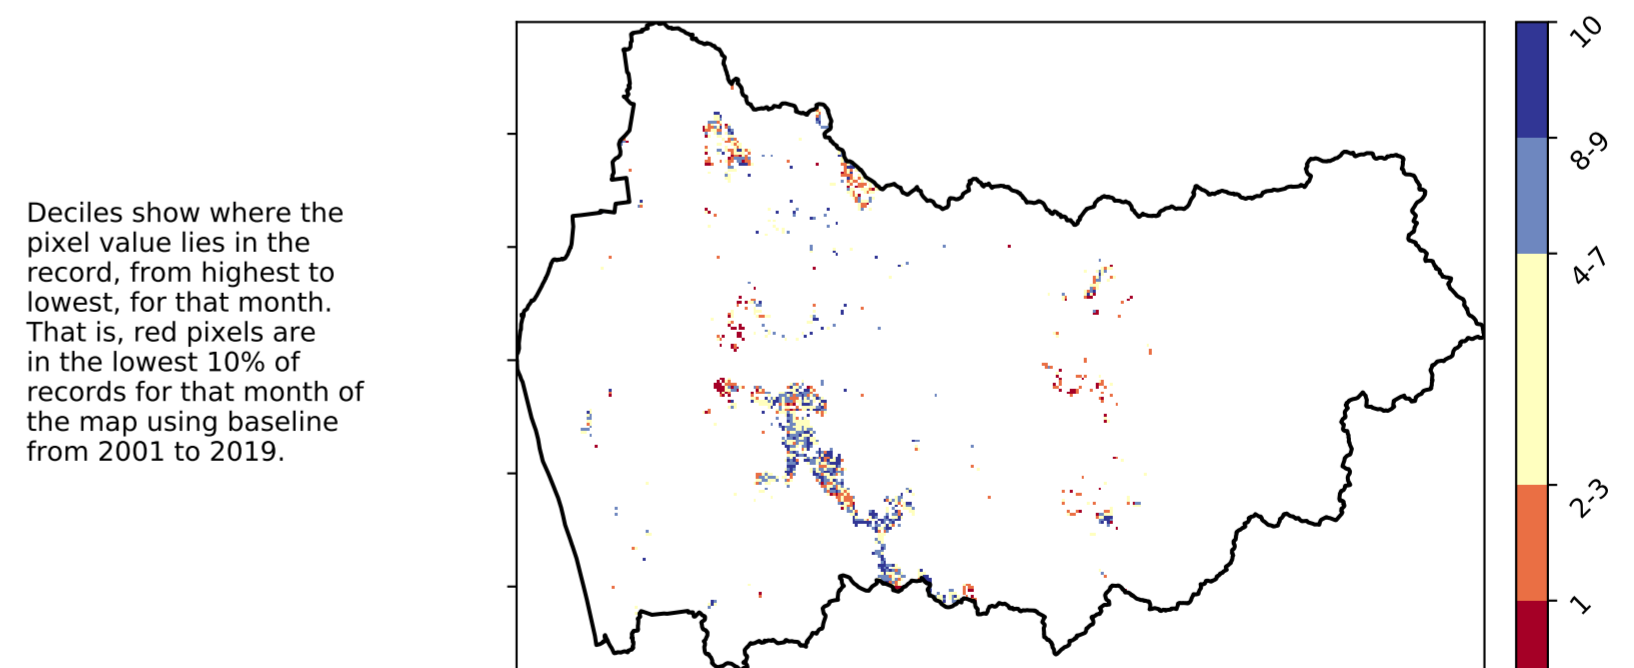 Deciles show where the
pixel value lies in the
record, from highest to
lowest, for that month.
That is, red pixels are
in the lowest 10% of
records for that month of
the map using baseline
from 2001 to 2019.
10
8-9
4-7
2-3
1